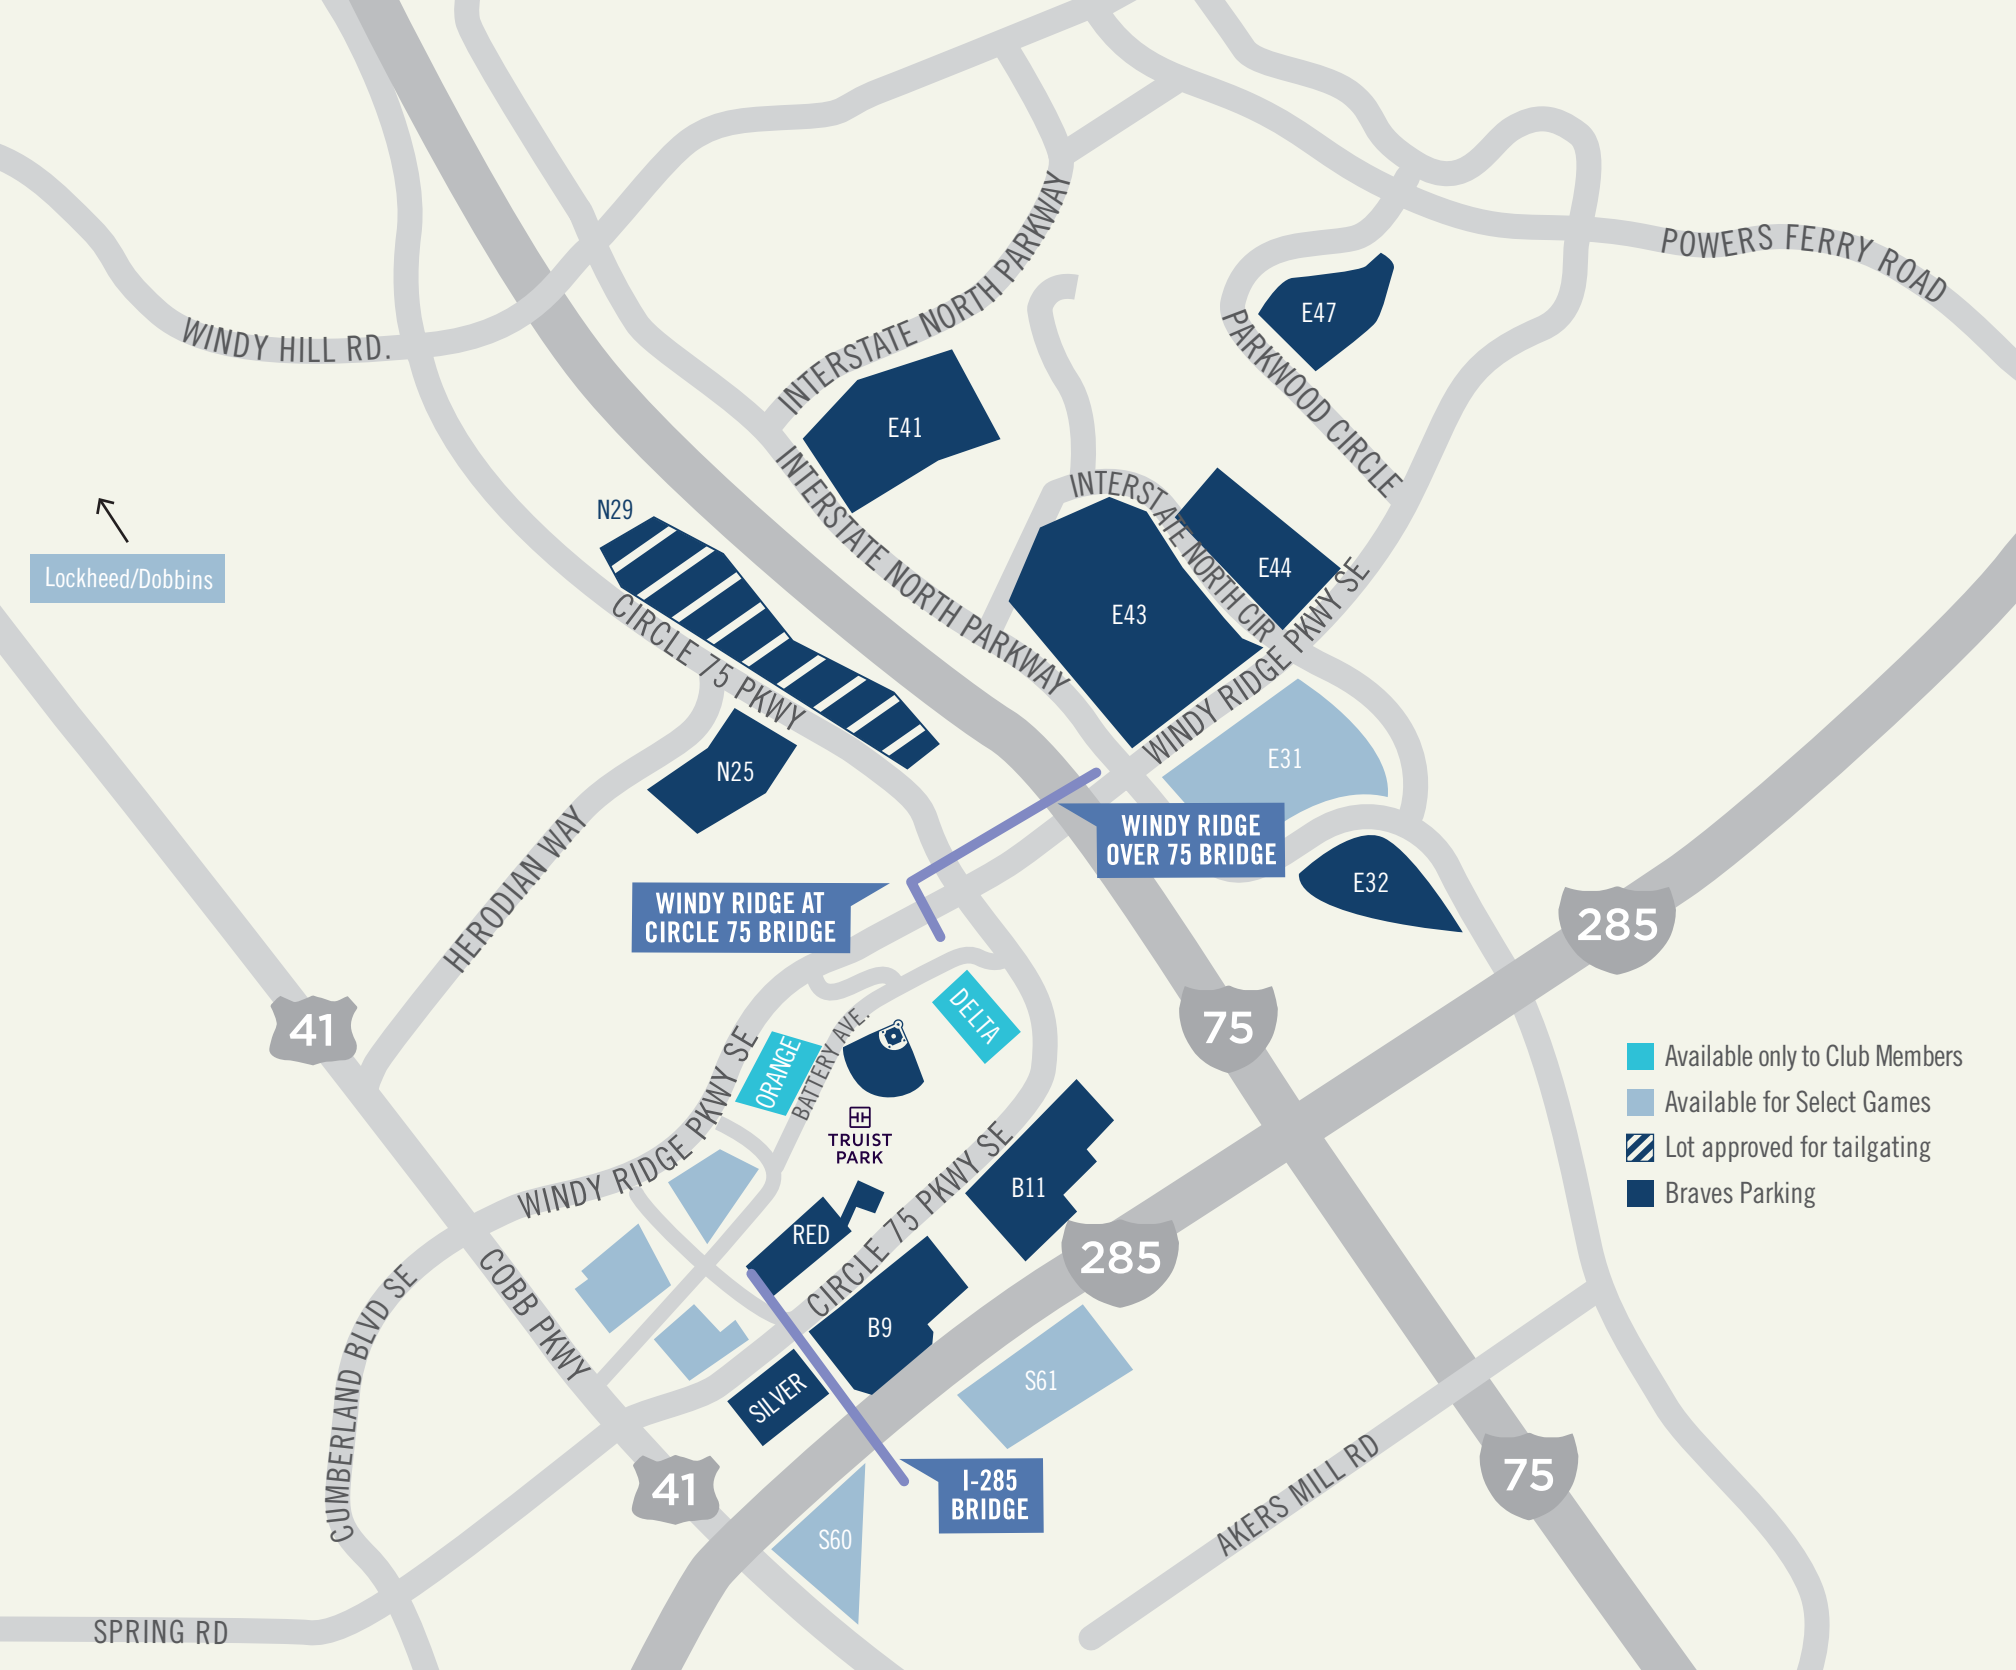 POWERS FERRY ROAD
WINDY HILL RD.
INTERSTATE NORTH PARKWAY
E47
PARKWOOD CIRCLE
E41
INTERSTATE NORTH PARKWAY
INTERSTATE NORTH CIR
N29
Lockheed/Dobbins
E44
E43
CIRCLE 75 PKWY
WINDY RIDGE PKWY SE
N25
E31
WINDY RIDGE
OVER 75 BRIDGE
HERODIAN WAY
WINDY RIDGE AT
CIRCLE 75 BRIDGE
E32
285
41
75
DELTA
ORANGE
BATTERY AVE.
WINDY RIDGE PKWY SE
TRUIST
PARK
Available only to Club Members
Available for Select Games
Lot approved for tailgating
Braves Parking
B11
RED
CIRCLE 75 PKWY SE
285
CUMBERLAND BLVD SE
COBB PKWY
B9
S61
SILVER
41
I-285
BRIDGE
75
AKERS MILL RD
S60
SPRING RD